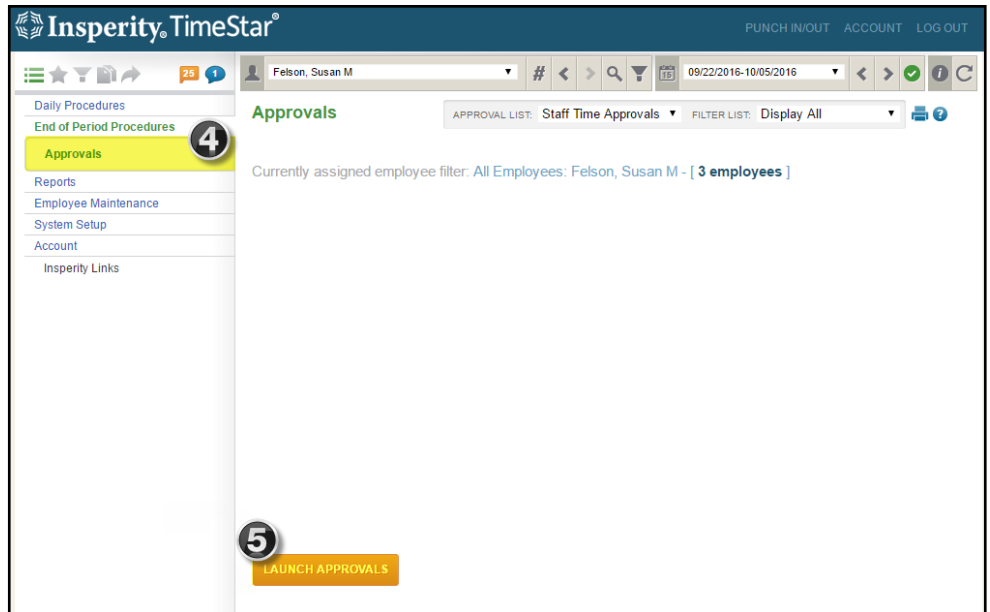 Insperity® TimeStar®
PUNCH IN/OUT ACCOUNT LOG OUT
25 1
Felson, Susan M
# 15 09/22/2016-10/05/2016
Daily Procedures
End of Period Procedures
4
Approvals
Reports
Employee Maintenance
System Setup
Account
Insperity Links
Approvals
APPROVAL LIST: Staff Time Approvals FILTER LIST: Display All
Currently assigned employee filter: All Employees: Felson, Susan M - [ 3 employees ]
5
LAUNCH APPROVALS